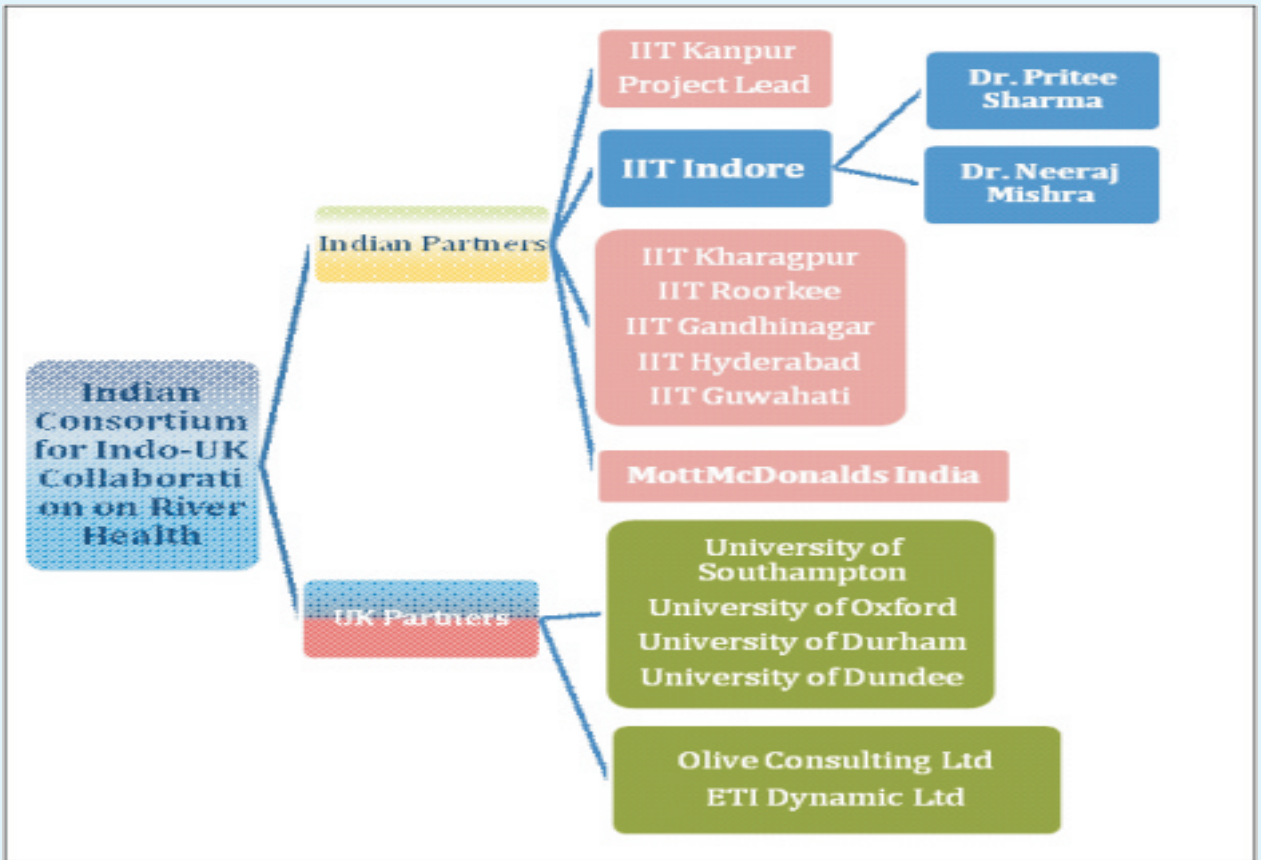 Indian
Consortium
for Indo-UK
Collaborati
on on River
Health
Indian Partners
IIT Kanpur
Project Lead
IIT Indore
Dr. Pritee
Sharma
Dr. Neeraj
Mishra
IIT Kharagpur
IIT Roorkee
IIT Gandhinagar
IIT Hyderabad
IIT Guwahati
MottMcDonalds India
UK Partners
University of
Southampton
University of Oxford
University of Durham
University of Dundee
Olive Consulting Ltd
ETI Dynamic Ltd